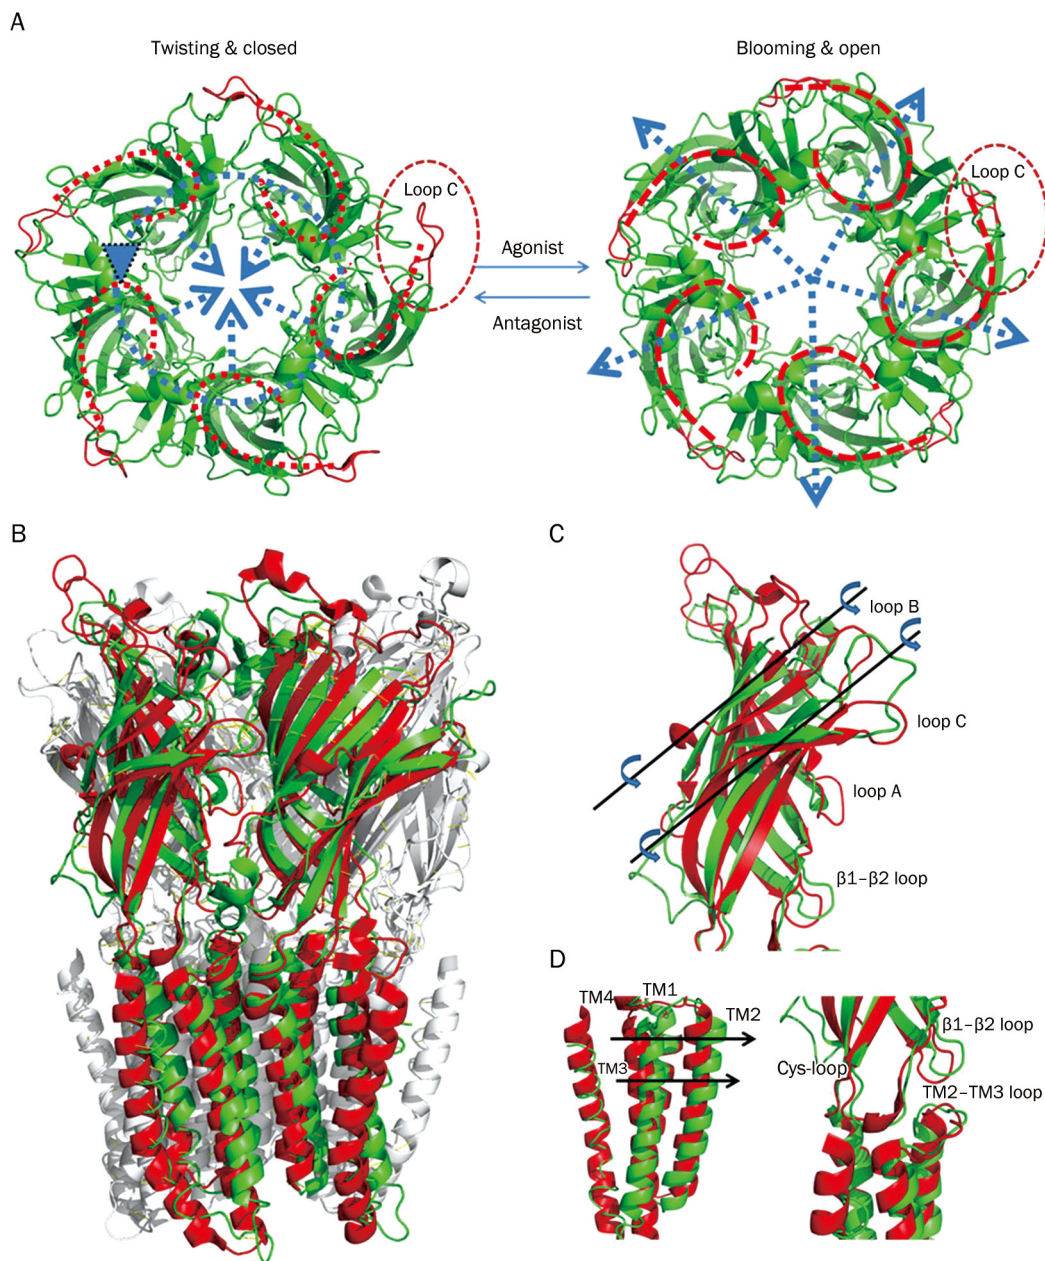 A
Twisting & closed
Blooming & open
Loop C
Loop C
Agonist
Antagonist
B
C
loop B
loop C
loop A
β1–β2 loop
D
TM4
TM1
TM2
TM3
β1–β2 loop
Cys-loop
TM2–TM3 loop